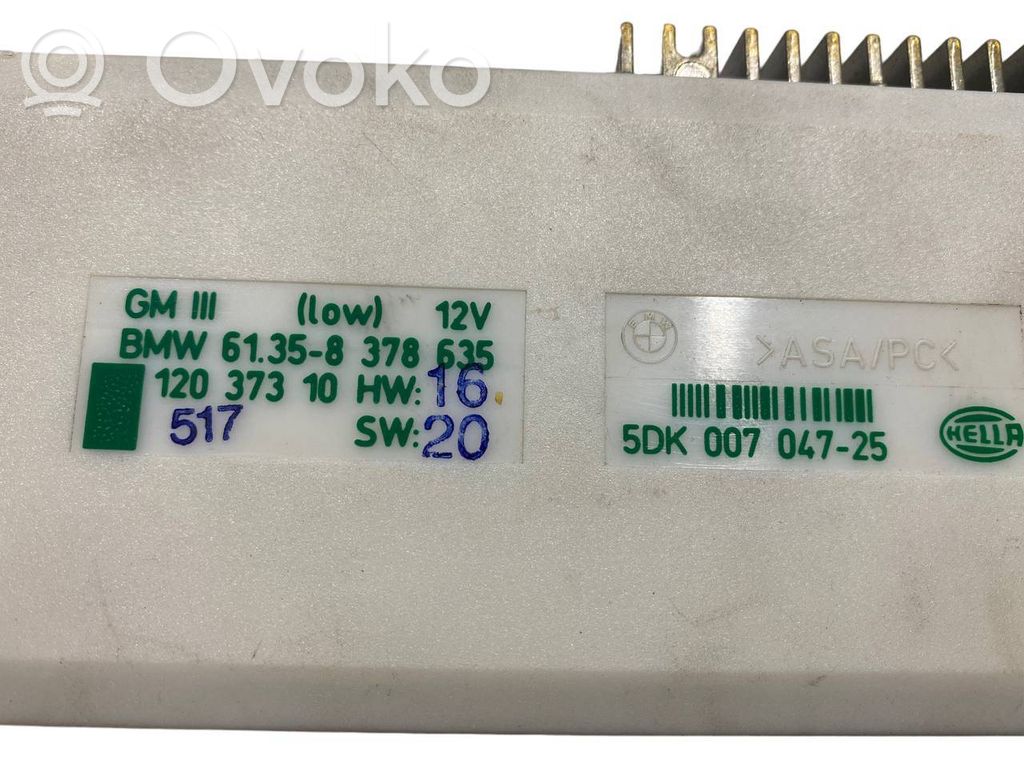 Ovoko
GM III (low) 12V
BMW 61.35-8 378 635
120 373 10 HW: 16
517 SW: 20
BMW
>ASA/PC<
5DK 007 047-25
HELLA